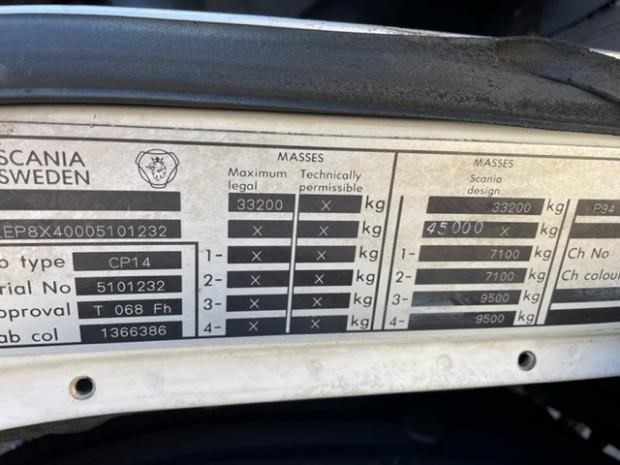 SCANIA
SWEDEN
MASSES
Maximum legal
Technically permissible
33200 X kg
X X kg
1- X X kg
2- X X kg
3- X X kg
4- X X kg
EP8X40005101232
type CP14
rial No 5101232
pproval T 068 Fh
ab col 1366386
MASSES
Scania
design
33200 kg
45000 X kg
1- 7100 kg
2- 7100 kg
3- 9500 kg
4- 9500 kg
P94
Ch No
Ch colou